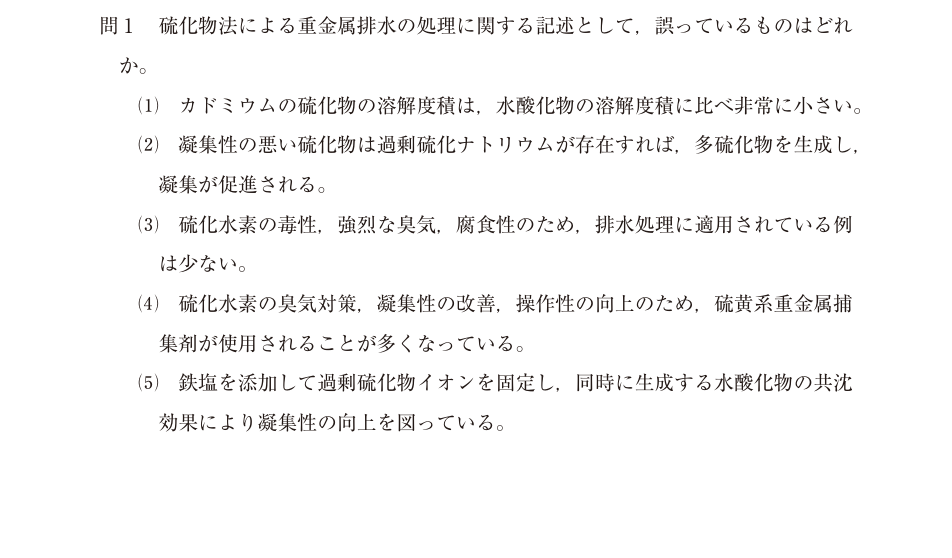 問1　硫化物法による重金属排水の処理に関する記述として，誤っているものはどれ
か。
⑴　カドミウムの硫化物の溶解度積は，水酸化物の溶解度積に比べ非常に小さい。
⑵　凝集性の悪い硫化物は過剰硫化ナトリウムが存在すれば，多硫化物を生成し，
凝集が促進される。
⑶　硫化水素の毒性，強烈な臭気，腐食性のため，排水処理に適用されている例
は少ない。
⑷　硫化水素の臭気対策，凝集性の改善，操作性の向上のため，硫黄系重金属捕
集剤が使用されることが多くなっている。
⑸　鉄塩を添加して過剰硫化物イオンを固定し，同時に生成する水酸化物の共沈
効果により凝集性の向上を図っている。